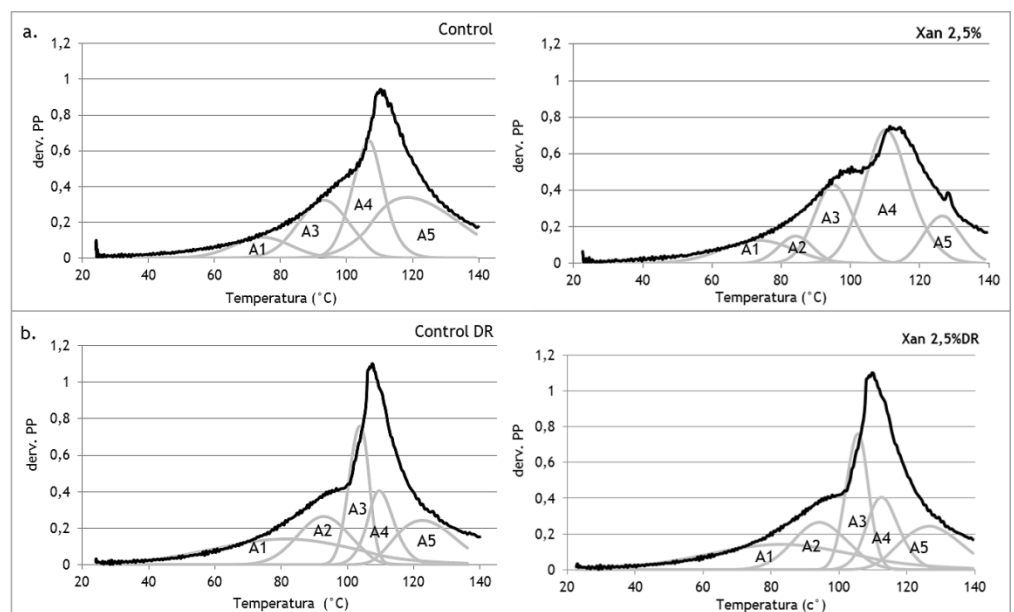 a.
Control
1,2
1
0,8
0,6
0,4
0,2
0
derv. PP
A1
A3
A4
A5
20 40 60 80 100 120 140
Temperatura (°C)
Xan 2,5%
1,2
1
0,8
0,6
0,4
0,2
0
derv. PP
A1
A2
A3
A4
A5
20 40 60 80 100 120 140
Temperatura (°C)
b.
Control DR
1,2
1
0,8
0,6
0,4
0,2
0
derv. PP
A1
A2
A3
A4
A5
20 40 60 80 100 120 140
Temperatura (°C)
Xan 2,5%DR
1,2
1
0,8
0,6
0,4
0,2
0
derv. PP
A1
A2
A3
A4
A5
20 40 60 80 100 120 140
Temperatura (c°)